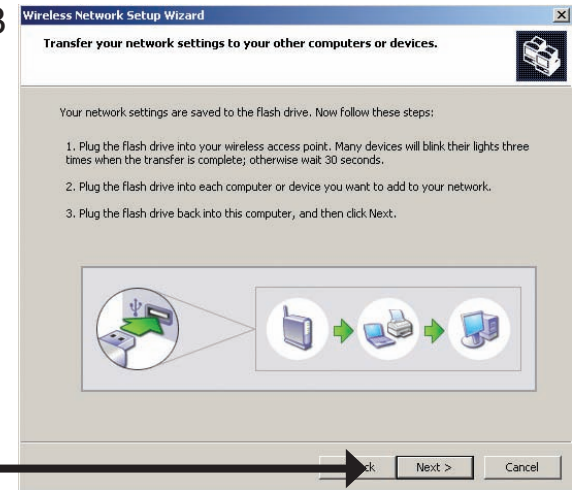 Wireless Network Setup Wizard
Transfer your network settings to your other computers or devices.
Your network settings are saved to the flash drive. Now follow these steps:
1. Plug the flash drive into your wireless access point. Many devices will blink their lights three
times when the transfer is complete; otherwise wait 30 seconds.
2. Plug the flash drive into each computer or device you want to add to your network.
3. Plug the flash drive back into this computer, and then click Next.
Next > Cancel